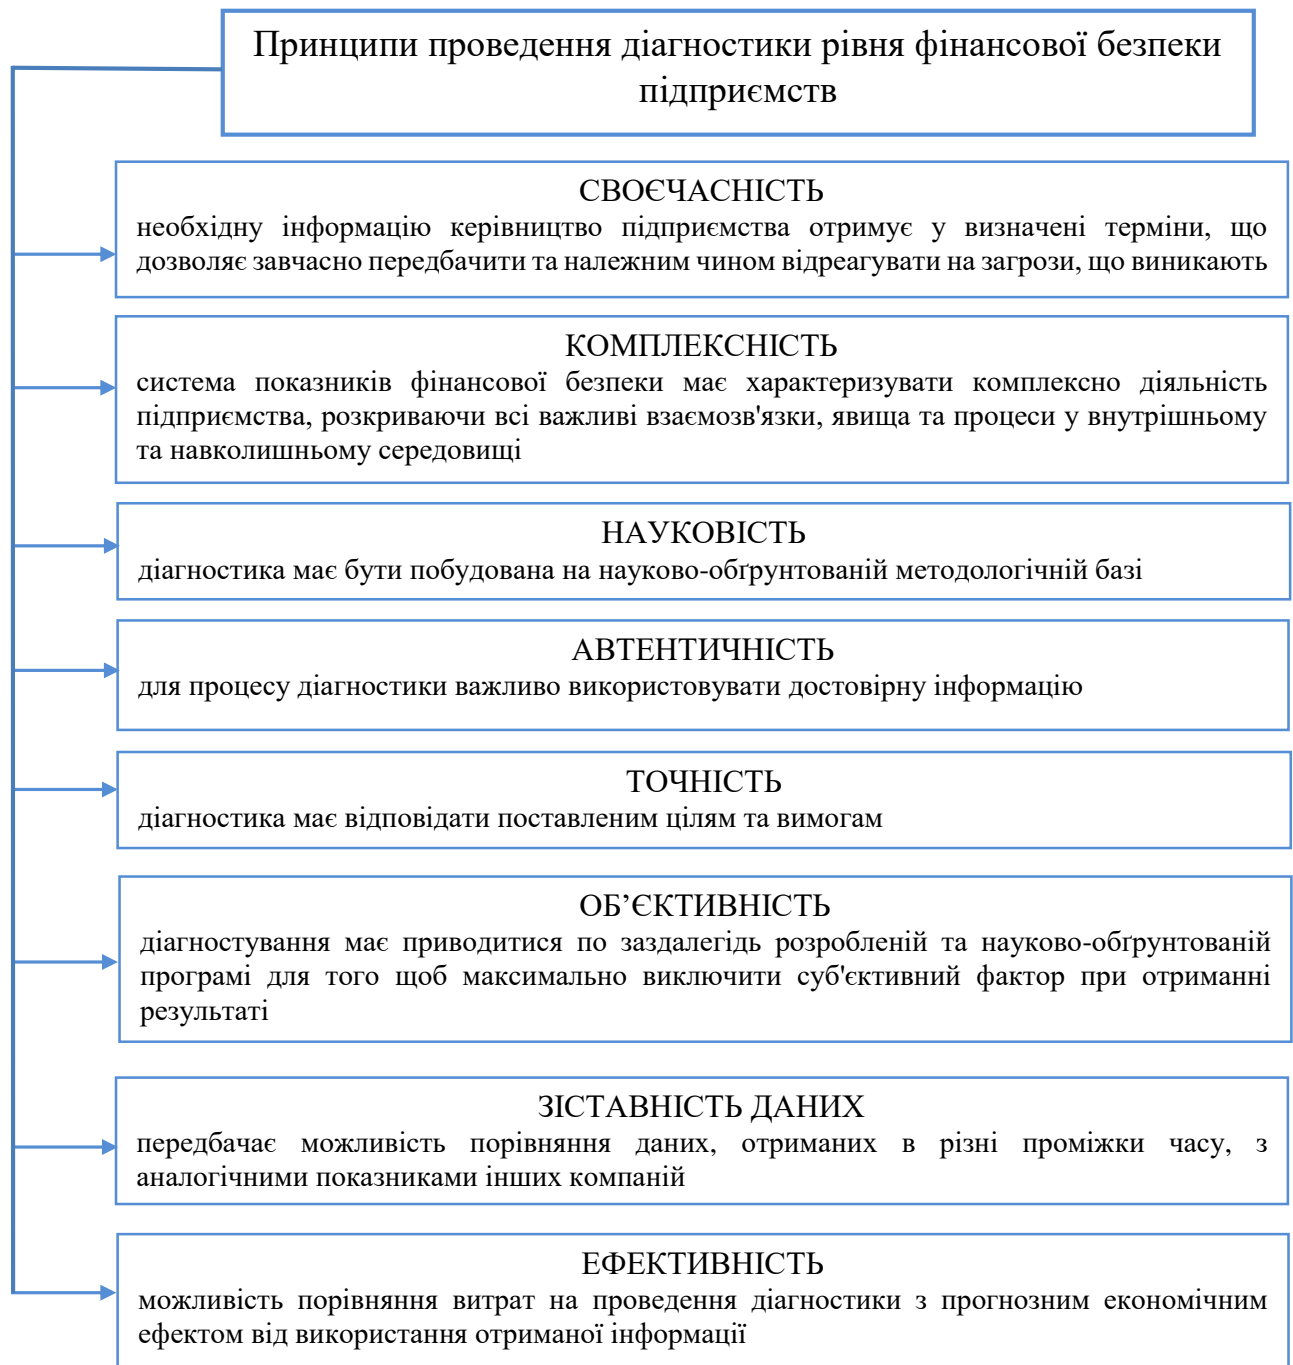 Принципи проведення діагностики рівня фінансової безпеки
підприємств
СВОЄЧАСНІСТЬ
необхідну інформацію керівництво підприємства отримує у визначені терміни, що
дозволяє завчасно передбачити та належним чином відреагувати на загрози, що виникають
КОМПЛЕКСНІСТЬ
система показників фінансової безпеки має характеризувати комплексно діяльність
підприємства, розкриваючи всі важливі взаємозв'язки, явища та процеси у внутрішньому
та навколишньому середовищі
НАУКОВІСТЬ
діагностика має бути побудована на науково-обґрунтованій методологічній базі
АВТЕНТИЧНІСТЬ
для процесу діагностики важливо використовувати достовірну інформацію
ТОЧНІСТЬ
діагностика має відповідати поставленим цілям та вимогам
ОБ’ЄКТИВНІСТЬ
діагностування має приводитися по заздалегідь розробленій та науково-обґрунтованій
програмі для того щоб максимально виключити суб'єктивний фактор при отриманні
результаті
ЗІСТАВНІСТЬ ДАНИХ
передбачає можливість порівняння даних, отриманих в різні проміжки часу, з
аналогічними показниками інших компаній
ЕФЕКТИВНІСТЬ
можливість порівняння витрат на проведення діагностики з прогнозним економічним
ефектом від використання отриманої інформації